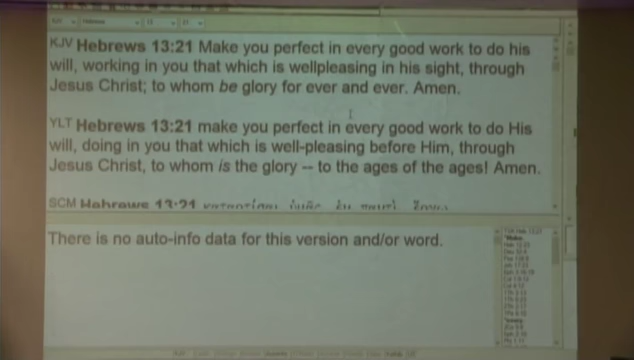 KJV Hebrews 13:21 Make you perfect in every good work to do his
will, working in you that which is wellpleasing in his sight, through
Jesus Christ; to whom be glory for ever and ever. Amen.
YLT Hebrews 13:21 make you perfect in every good work to do His
will, doing in you that which is well-pleasing before Him, through
Jesus Christ, to whom is the glory -- to the ages of the ages! Amen.
SCM Hebrews 13:21
There is no auto-info data for this version and/or word.